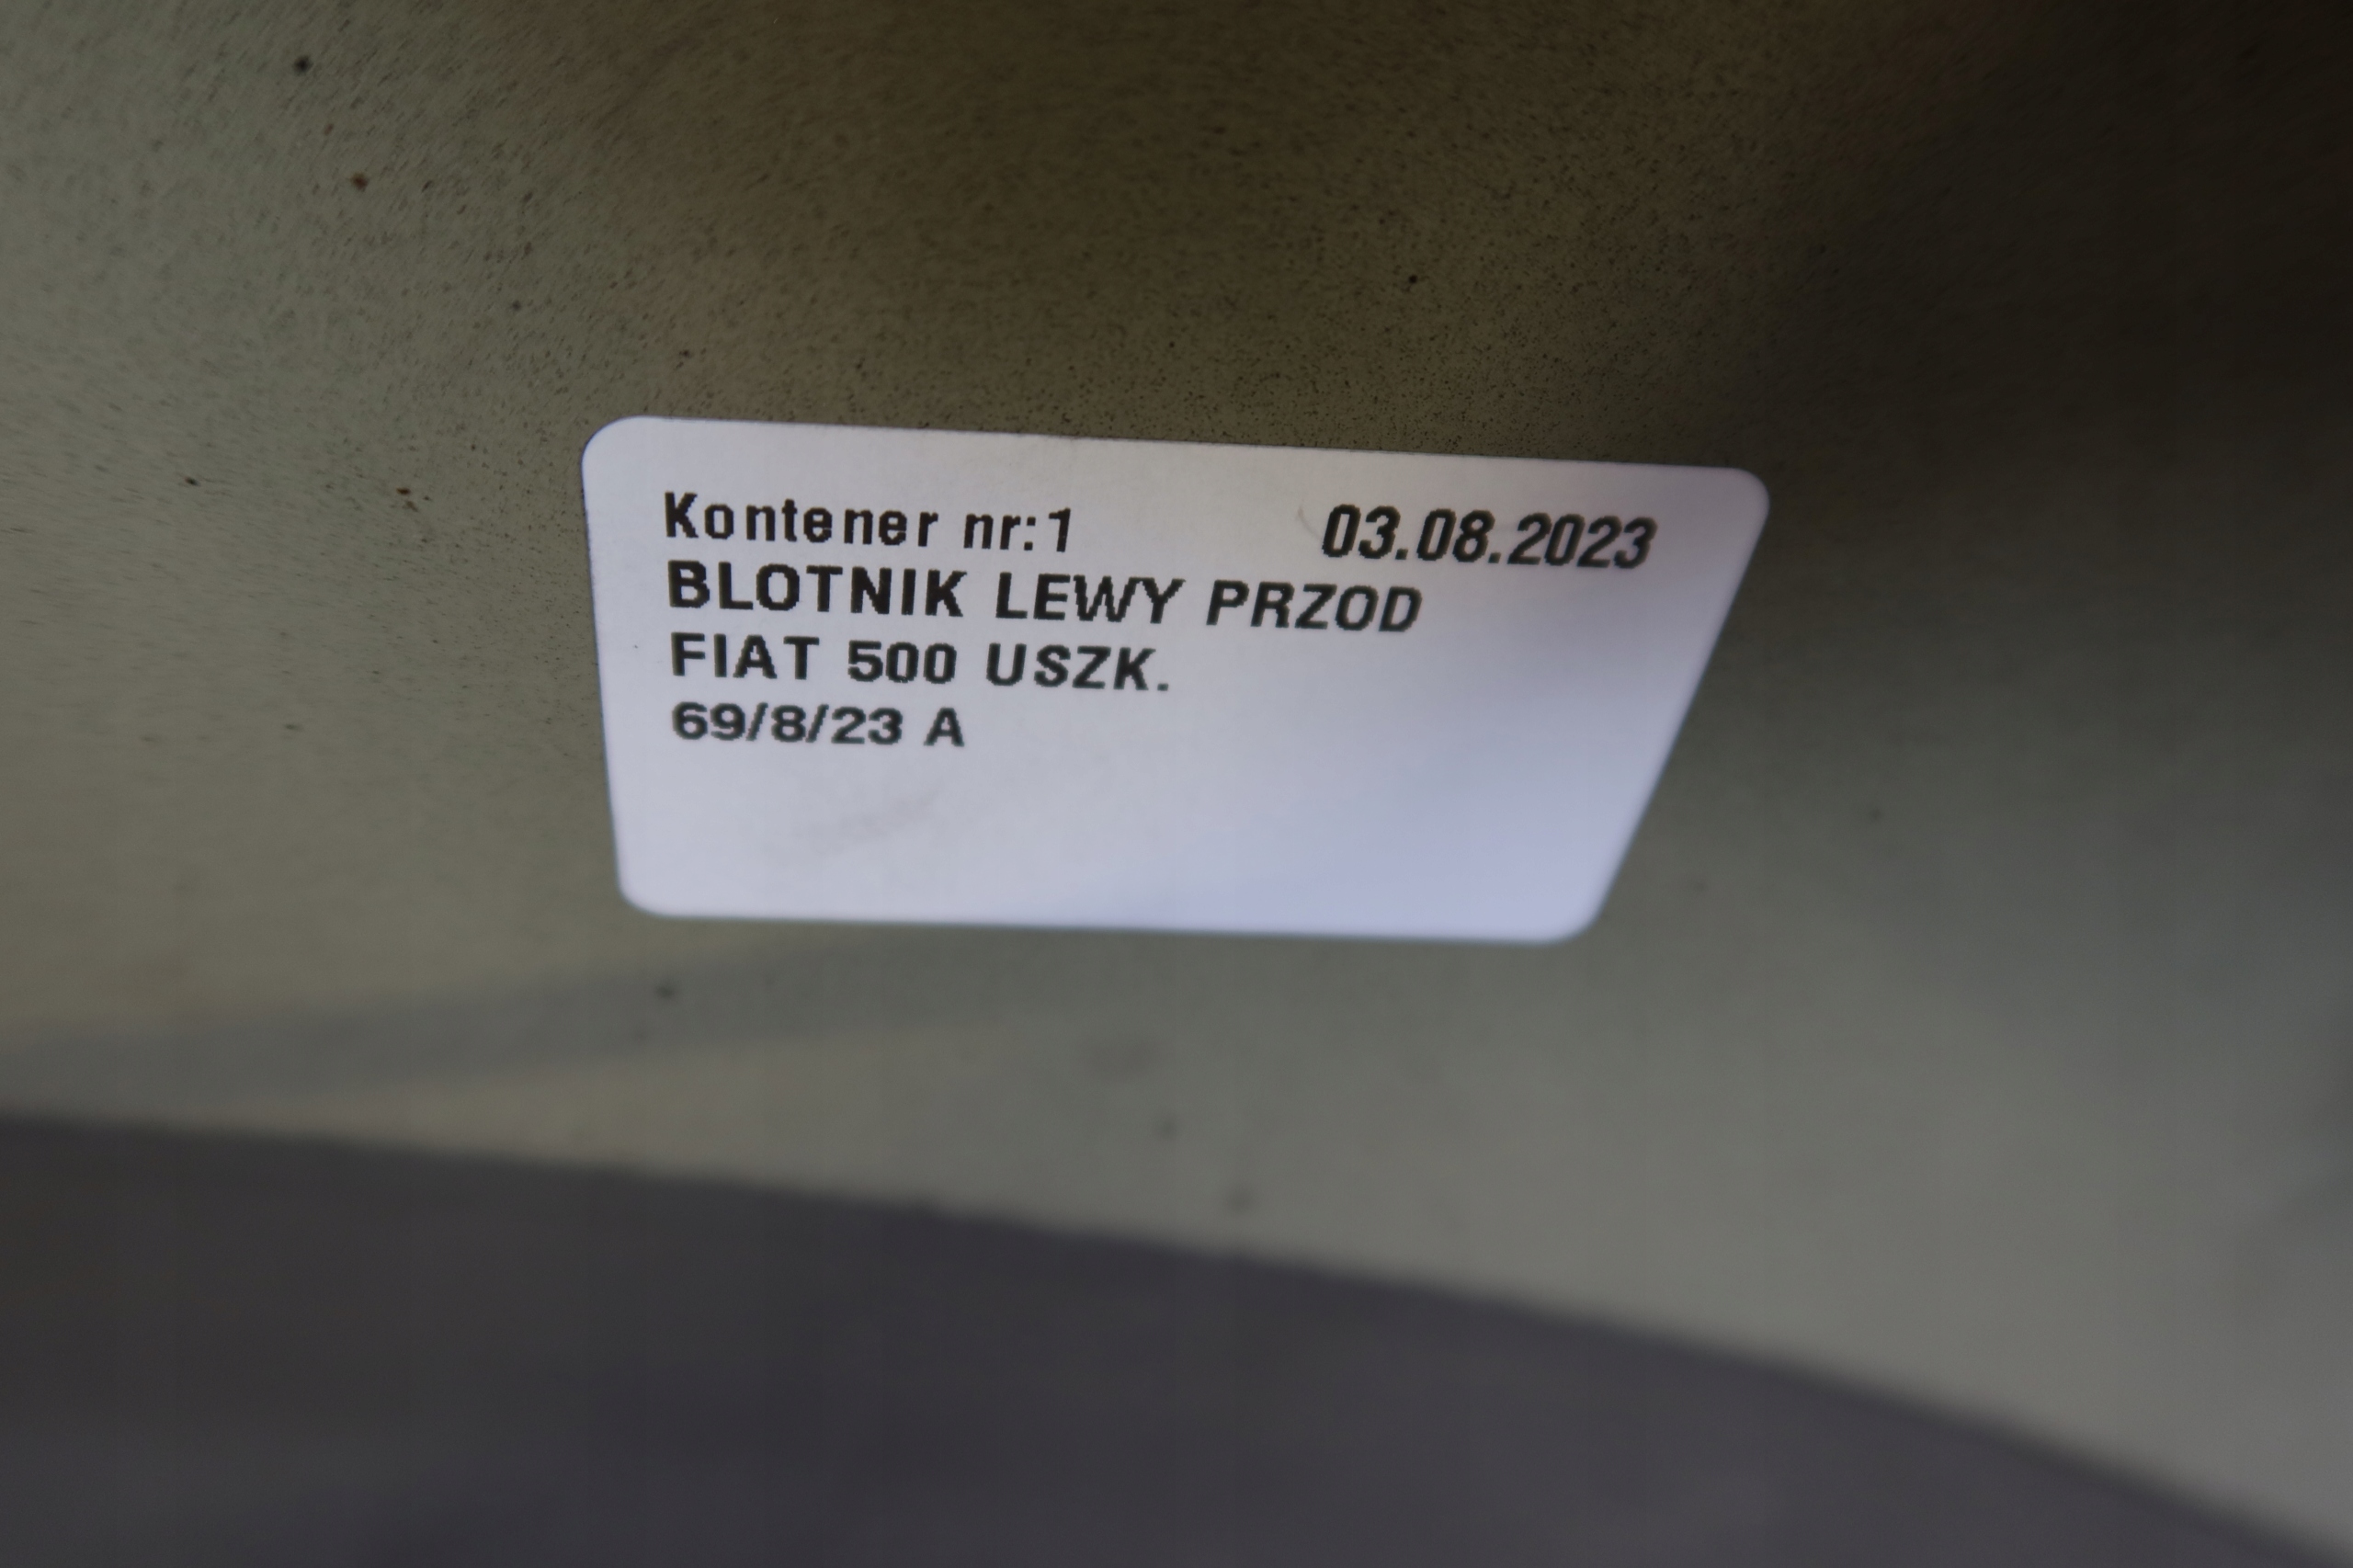 Kontener nr:1 03.08.2023
BLOTNIK LEWY PRZOD
FIAT 500 USZK.
69/8/23 A